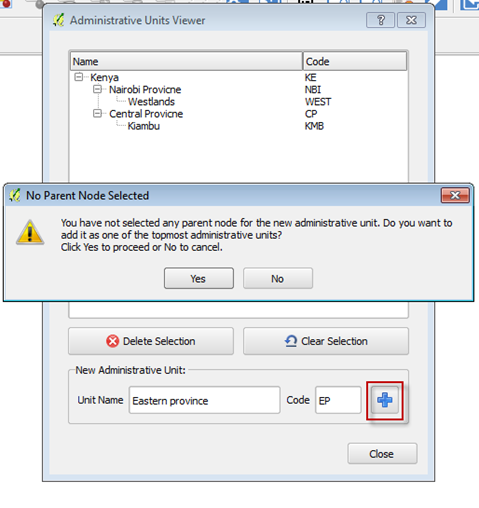 Administrative Units Viewer
Name Code
Kenya KE
Nairobi Provicne NBI
Westlands WEST
Central Provicne CP
Kiambu KMB
No Parent Node Selected
You have not selected any parent node for the new administrative unit. Do you want to
add it as one of the topmost administrative units?
Click Yes to proceed or No to cancel.
Yes No
Delete Selection Clear Selection
New Administrative Unit:
Unit Name Eastern province Code EP
Close